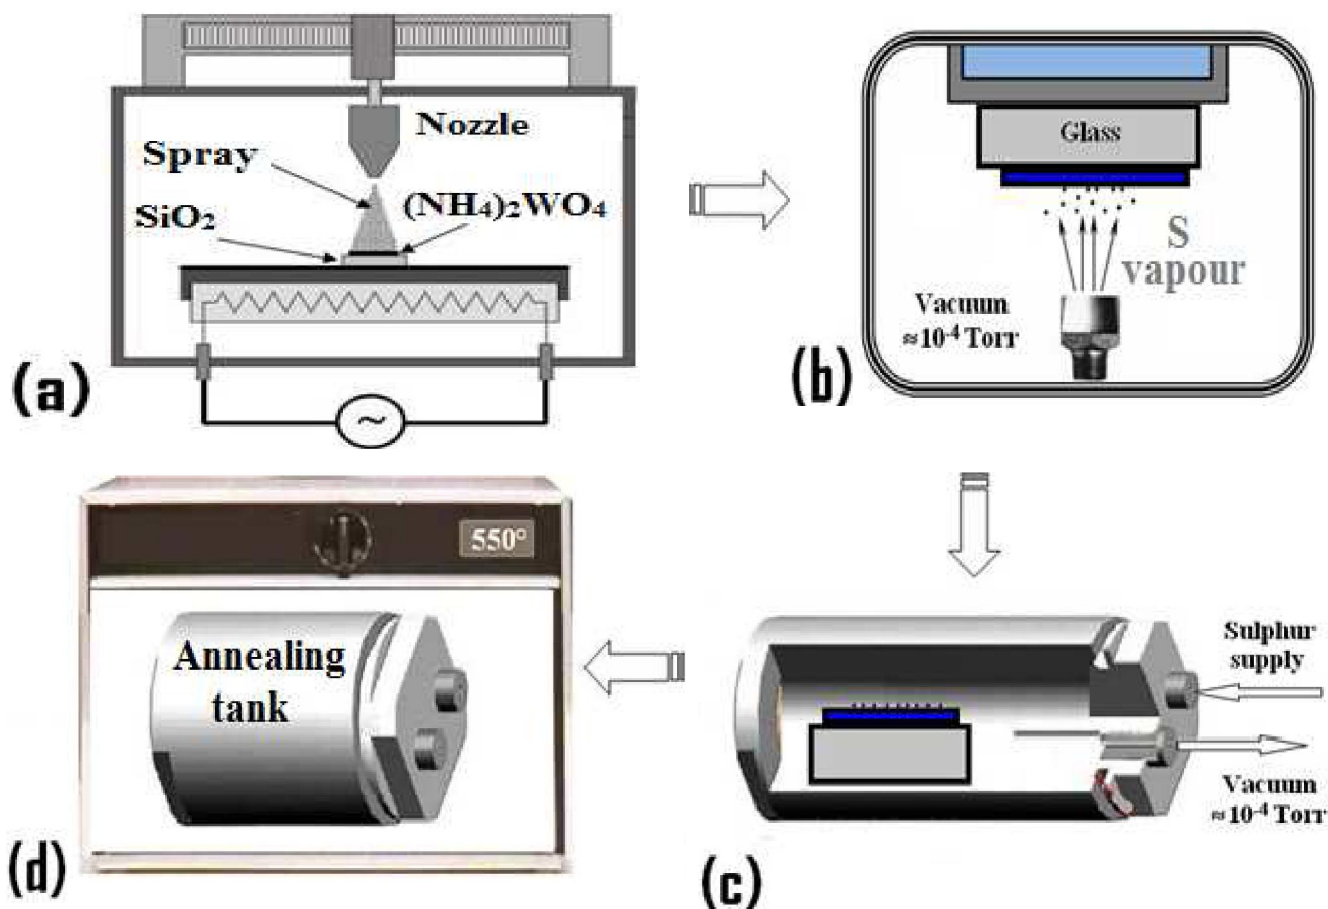 Nozzle
Spray
(NH₄)₂WO₄
SiO₂
~
(a)
Glass
S
vapour
Vacuum
≈10⁻⁴ Torr
(b)
Sulphur
supply
Vacuum
≈10⁻⁴ Torr
(c)
550°
Annealing
tank
(d)